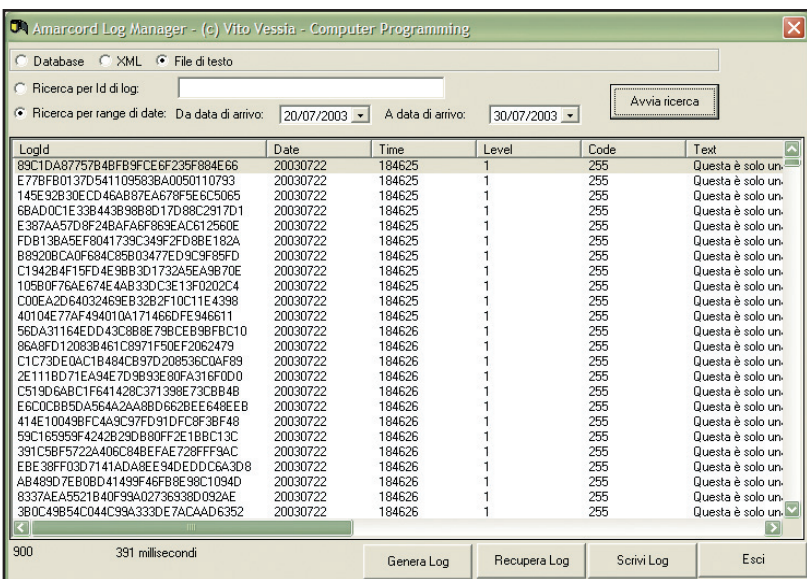 Amarcord Log Manager - (c) Vito Vessia - Computer Programming
Database XML File di testo
Ricerca per Id di log:
Ricerca per range di date: Da data di arrivo: 20/07/2003 A data di arrivo: 30/07/2003 Avvia ricerca
LogId Date Time Level Code Text
89C1DA87757B4BFB9FCE6F235F884E66 20030722 184625 1 255 Questa è solo un
E77BFB0137D541109583BA0050110793 20030722 184625 1 255 Questa è solo un
145E92B30ECD46AB87EA678F5E6C5065 20030722 184625 1 255 Questa è solo un
6BAD0C1E33B443B98B8D17D88C2917D1 20030722 184625 1 255 Questa è solo un
E387AA57D8F24BAFA6F869EAC612560E 20030722 184625 1 255 Questa è solo un
FDB13BA5EF8041739C349F2FD8BE182A 20030722 184625 1 255 Questa è solo un
B8920BCA0F684C85B03477ED9C9F85FD 20030722 184625 1 255 Questa è solo un
C1942B4F15FD4E9BB3D1732A5EA9B70E 20030722 184625 1 255 Questa è solo un
105B0F76AE674E4AB33DC3E13F0202C4 20030722 184625 1 255 Questa è solo un
C00EA2D64032469EB32B2F10C11E4398 20030722 184625 1 255 Questa è solo un
40104E77AF494010A171466DFE946611 20030722 184625 1 255 Questa è solo un
56DA31164EDD43C8B8E79BCEB9BFBC10 20030722 184626 1 255 Questa è solo un
86A8FD12083B461C8971F50EF2062479 20030722 184626 1 255 Questa è solo un
C1C73DE0AC1B484CB97D208536C0AF89 20030722 184626 1 255 Questa è solo un
2E111BD71EA94E7D9B93E80FA316F0D0 20030722 184626 1 255 Questa è solo un
C519D6ABC1F641428C371398E73CBB4B 20030722 184626 1 255 Questa è solo un
E6C0CBB5DA564A2AA8BD662BEE648EEB 20030722 184626 1 255 Questa è solo un
414E10049BFC4A9C97FD91DFC8F3BF48 20030722 184626 1 255 Questa è solo un
59C165959F4242B29DB80FF2E1BBC13C 20030722 184626 1 255 Questa è solo un
391C5BF5722A406C84BEFAE728FFF9AC 20030722 184626 1 255 Questa è solo un
EBE38FF03D7141ADA8EE94DEDDC6A3D8 20030722 184626 1 255 Questa è solo un
AB489D7EB0BD41499F46FB8E98C1094D 20030722 184626 1 255 Questa è solo un
8337AEA5521B40F99A02736938D092AE 20030722 184626 1 255 Questa è solo un
3B0C49B54C044C99A333DE7ACAAD6352 20030722 184626 1 255 Questa è solo un
900 391 millisecondi Genera Log Recupera Log Scrivi Log Esci